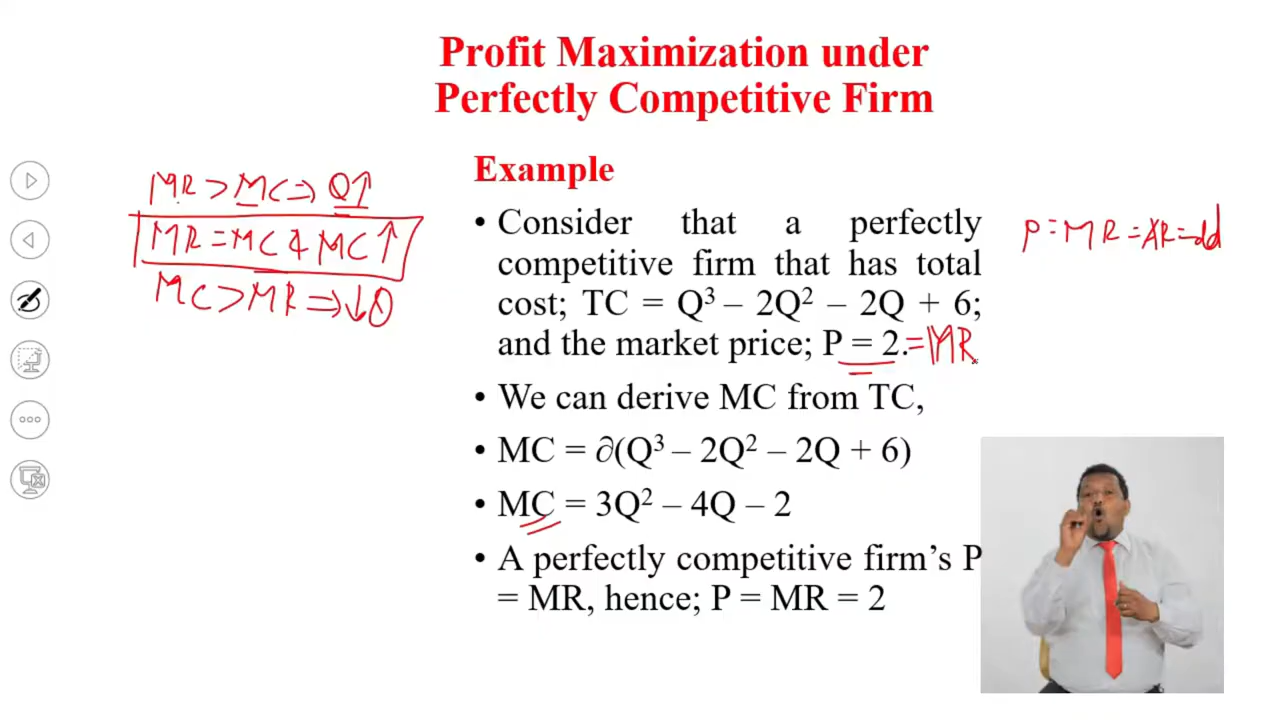 Profit Maximization under
Perfectly Competitive Firm
MR > MC ⇒ Q↑
MR = MC & MC ↑
MC > MR ⇒ ↓Q
Example
• Consider that a perfectly
competitive firm that has total
cost; TC = Q³ – 2Q² – 2Q + 6;
and the market price; P = 2. = MR
• We can derive MC from TC,
• MC = ∂(Q³ – 2Q² – 2Q + 6)
• MC = 3Q² – 4Q – 2
• A perfectly competitive firm’s P
= MR, hence; P = MR = 2
P = MR = AR = dd